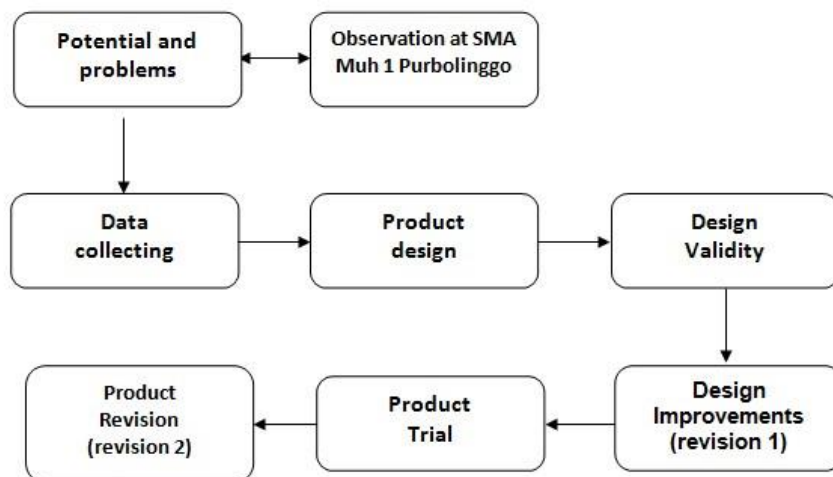 Potential and
problems
Observation at SMA
Muh 1 Purbolinggo
Data
collecting
Product
design
Design
Validity
Product
Revision
(revision 2)
Product
Trial
Design
Improvements
(revision 1)